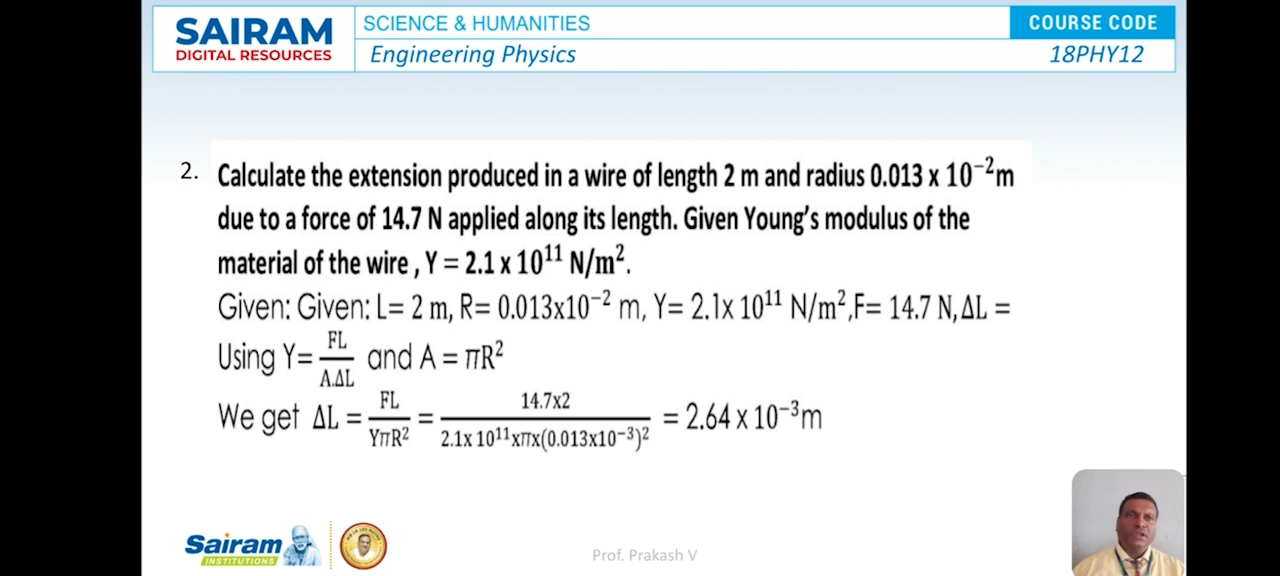 SAIRAM
DIGITAL RESOURCES
SCIENCE & HUMANITIES
COURSE CODE
Engineering Physics
18PHY12
2. Calculate the extension produced in a wire of length 2 m and radius 0.013 x 10⁻²m
due to a force of 14.7 N applied along its length. Given Young's modulus of the
material of the wire , Y = 2.1 x 10¹¹ N/m².
Given: Given: L= 2 m, R= 0.013x10⁻² m, Y= 2.1x 10¹¹ N/m²,F= 14.7 N,ΔL =
Using Y= FL/A.ΔL and A = πR²
We get ΔL = FL/YπR² = 14.7x2/2.1x 10¹¹xπx(0.013x10⁻³)² = 2.64 x 10⁻³m
Sairam
INSTITUTIONS
Prof. Prakash V